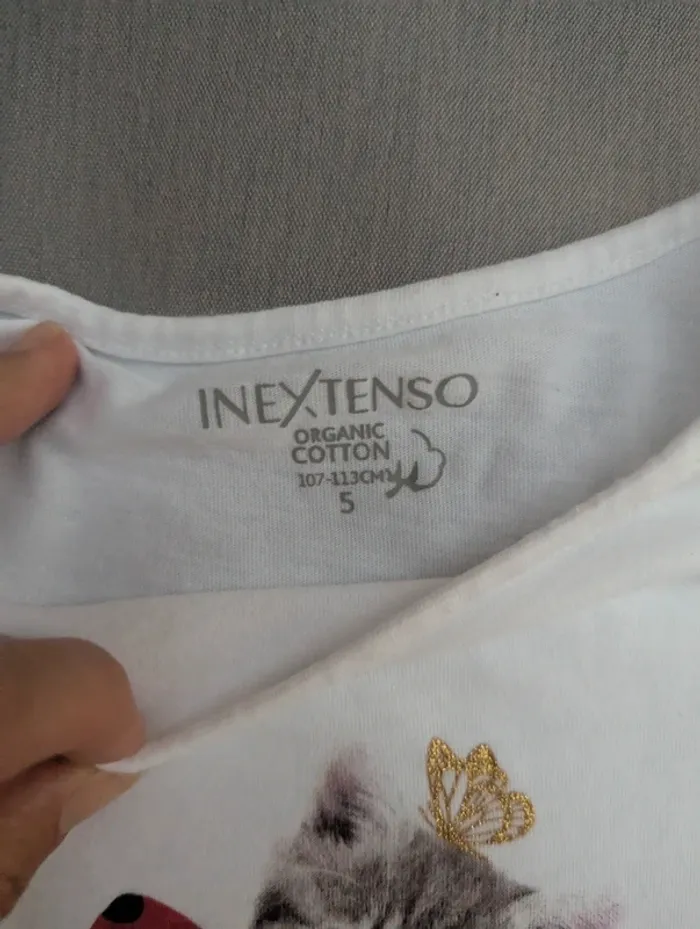 INEXTENSO
ORGANIC
COTTON
107-113CM
5